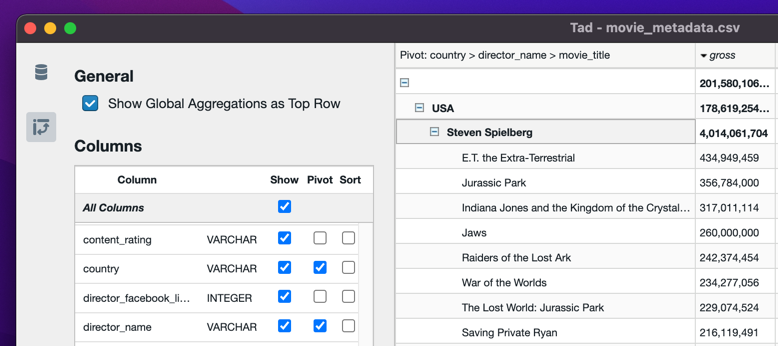 Tad - movie_metadata.csv
General
Show Global Aggregations as Top Row
Columns
Column Show Pivot Sort
All Columns
content_rating VARCHAR
country VARCHAR
director_facebook_li... INTEGER
director_name VARCHAR
Pivot: country > director_name > movie_title gross
201,580,106...
USA 178,619,254...
Steven Spielberg 4,014,061,704
E.T. the Extra-Terrestrial 434,949,459
Jurassic Park 356,784,000
Indiana Jones and the Kingdom of the Crystal... 317,011,114
Jaws 260,000,000
Raiders of the Lost Ark 242,374,454
War of the Worlds 234,277,056
The Lost World: Jurassic Park 229,074,524
Saving Private Ryan 216,119,491